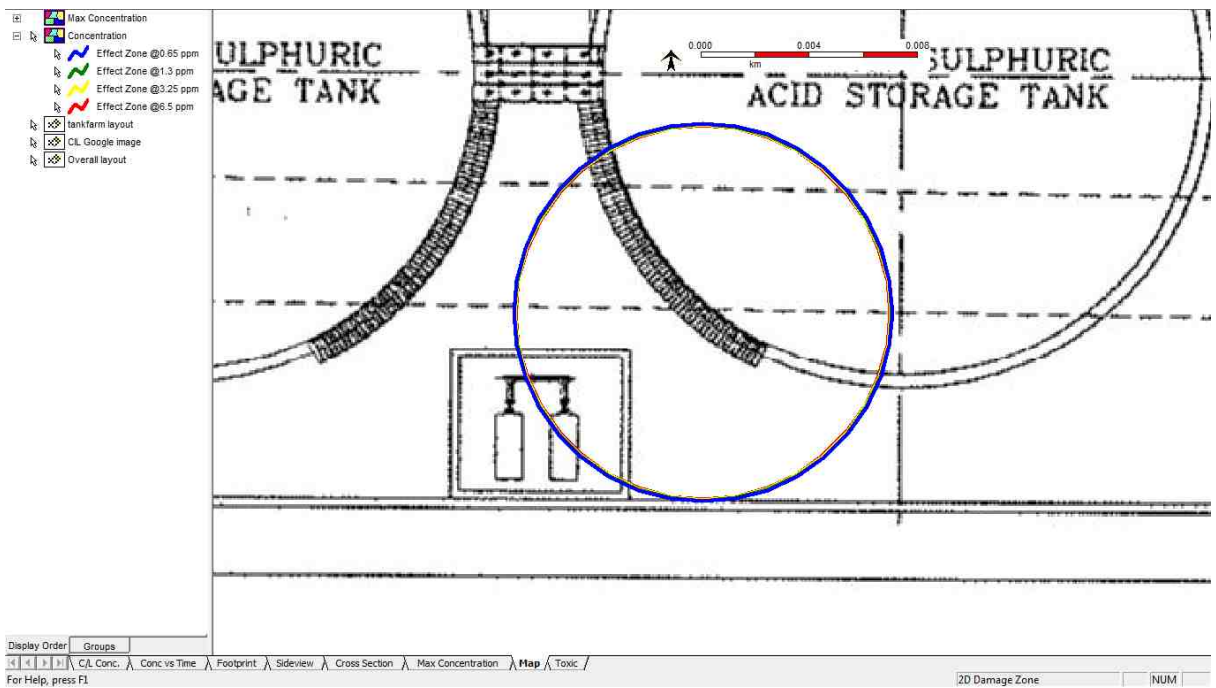 Max Concentration
Concentration
Effect Zone @0.65 ppm
Effect Zone @1.3 ppm
Effect Zone @3.25 ppm
Effect Zone @6.5 ppm
tankfarm layout
CIL Google image
Overall layout
ULPHURIC
AGE TANK
0.000 0.004 0.008
km
SULPHURIC
ACID STORAGE TANK
Display Order Groups
C/L Conc. Conc vs Time Footprint Sideview Cross Section Max Concentration Map Toxic
For Help, press F1 2D Damage Zone NUM